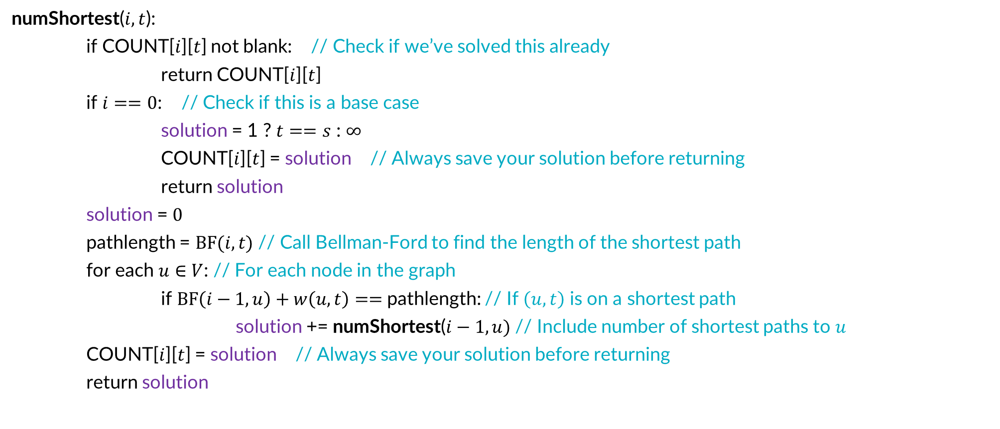 numShortest(i, t):
if COUNT[i][t] not blank: // Check if we’ve solved this already
return COUNT[i][t]
if i == 0: // Check if this is a base case
solution = 1 ? t == s : ∞
COUNT[i][t] = solution // Always save your solution before returning
return solution
solution = 0
pathlength = BF(i, t) // Call Bellman-Ford to find the length of the shortest path
for each u ∈ V: // For each node in the graph
if BF(i − 1, u) + w(u, t) == pathlength: // If (u, t) is on a shortest path
solution += numShortest(i − 1, u) // Include number of shortest paths to u
COUNT[i][t] = solution // Always save your solution before returning
return solution